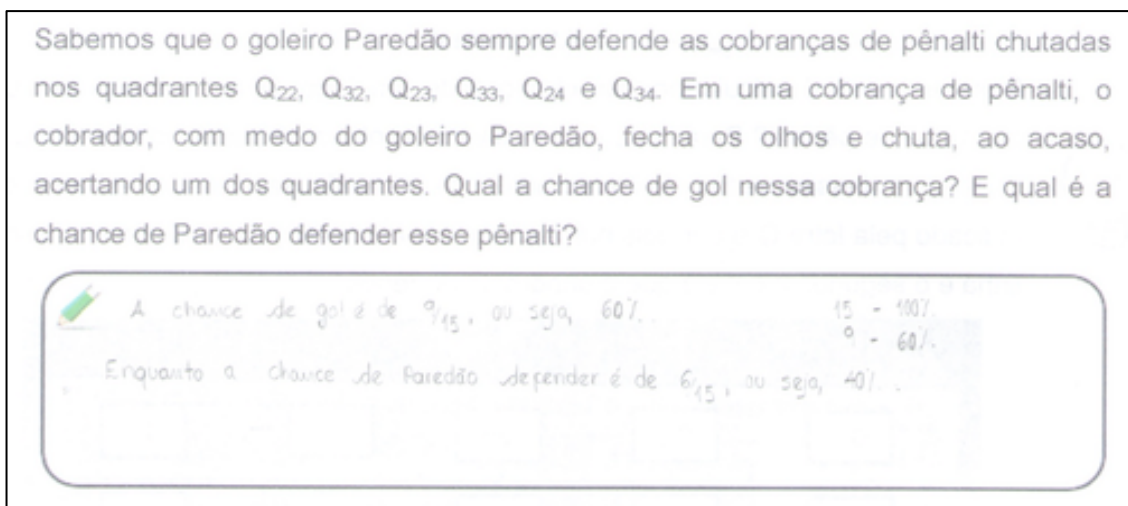 Sabemos que o goleiro Paredão sempre defende as cobranças de pênalti chutadas
nos quadrantes Q22, Q32, Q23, Q33, Q24 e Q34. Em uma cobrança de pênalti, o
cobrador, com medo do goleiro Paredão, fecha os olhos e chuta, ao acaso,
acertando um dos quadrantes. Qual a chance de gol nessa cobrança? E qual é a
chance de Paredão defender esse pênalti?
A chance de gol é de 9/15, ou seja, 60%.
15 - 100%
9 - 60%.
Enquanto a chance de Paredão depender é de 6/15, ou seja, 40%.